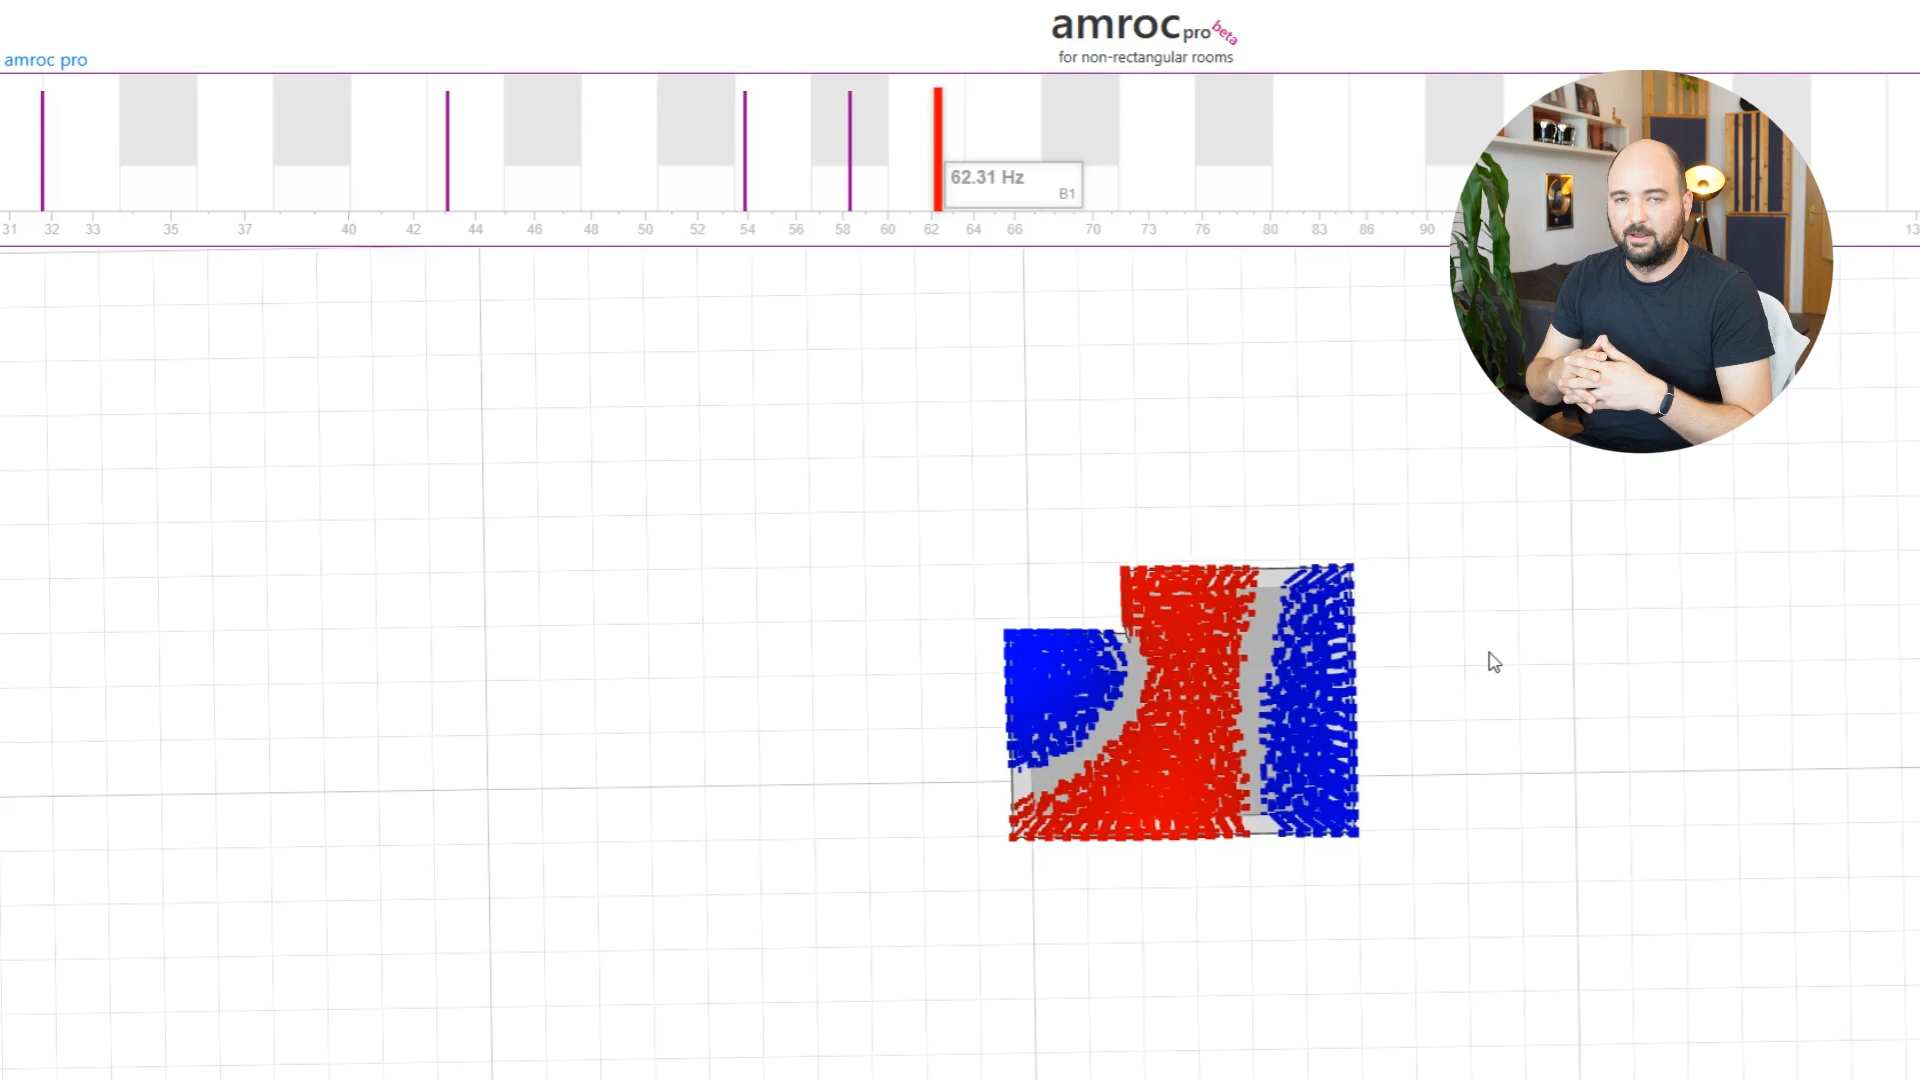 amroc pro beta
for non-rectangular rooms
amroc pro
62.31 Hz
B1
31 32 33 35 37 40 42 44 46 48 50 52 54 56 58 60 62 64 66 70 73 76 80 83 86 90 13